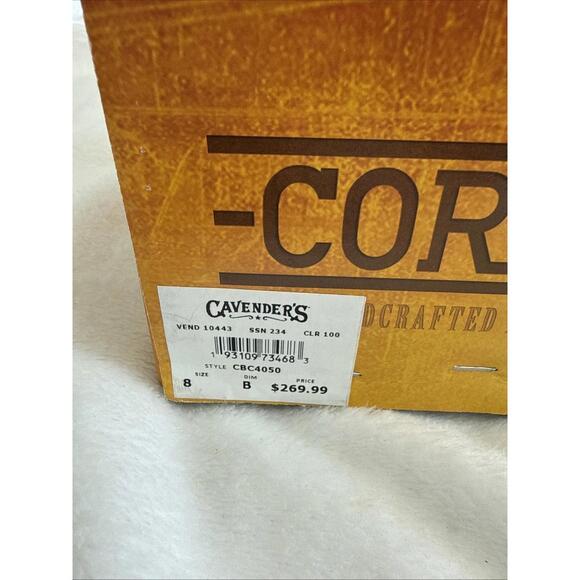 -COR
DCRAFTED
CAVENDER'S
VEND 10443 SSN 234 CLR 100
1 93109 73468 3
STYLE CBC4050
SIZE DIM PRICE
8 B $269.99